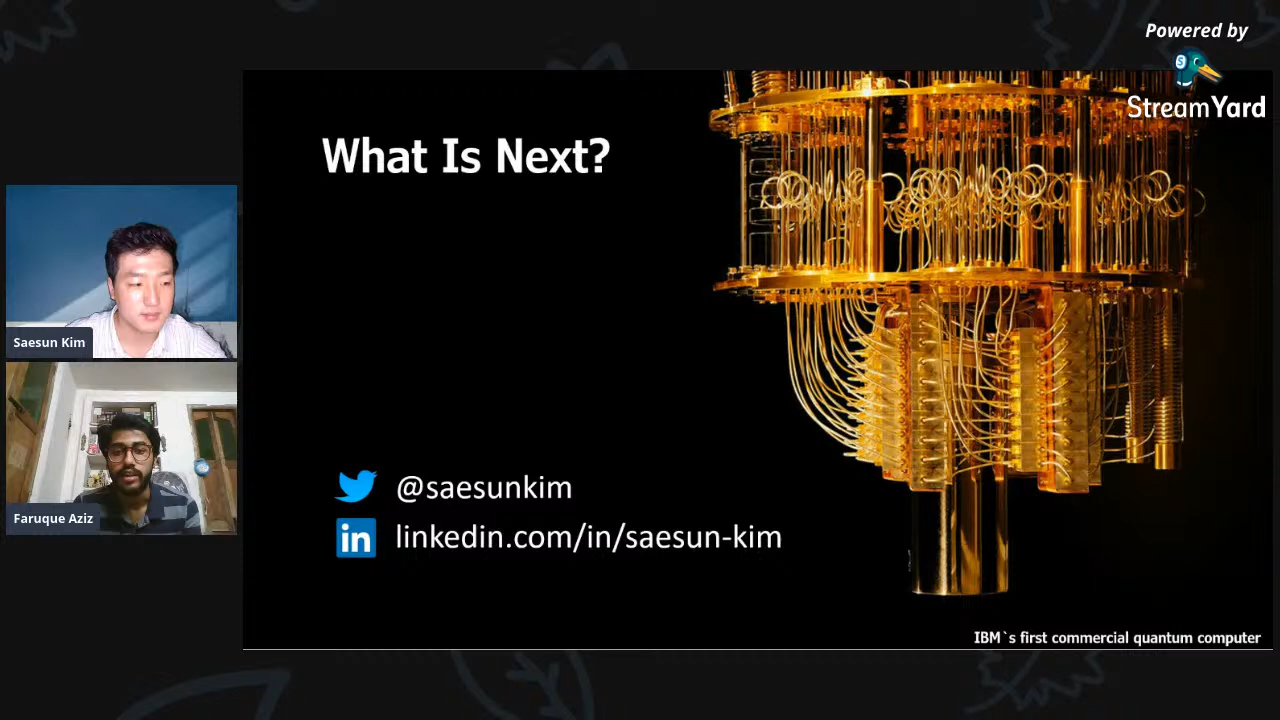 Powered by
StreamYard
What Is Next?
Saesun Kim
Faruque Aziz
@saesunkim
in linkedin.com/in/saesun-kim
IBM`s first commercial quantum computer